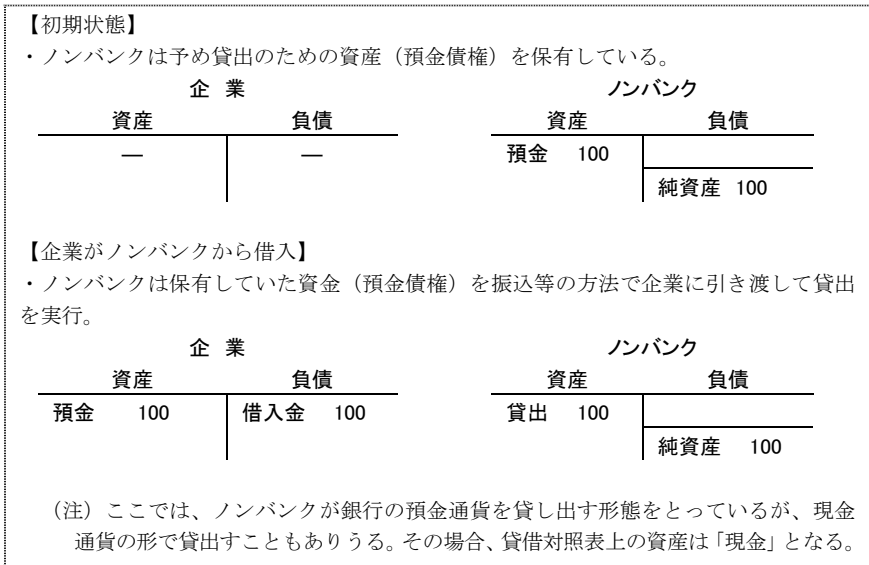 【初期状態】
・ノンバンクは予め貸出のための資産（預金債権）を保有している。
企 業 ノンバンク
資産 負債 資産 負債
― ― 預金 100
純資産 100
【企業がノンバンクから借入】
・ノンバンクは保有していた資金（預金債権）を振込等の方法で企業に引き渡して貸出
を実行。
企 業 ノンバンク
資産 負債 資産 負債
預金 100 借入金 100 貸出 100
純資産 100
（注）ここでは、ノンバンクが銀行の預金通貨を貸し出す形態をとっているが、現金
通貨の形で貸出すこともありうる。その場合、貸借対照表上の資産は「現金」となる。